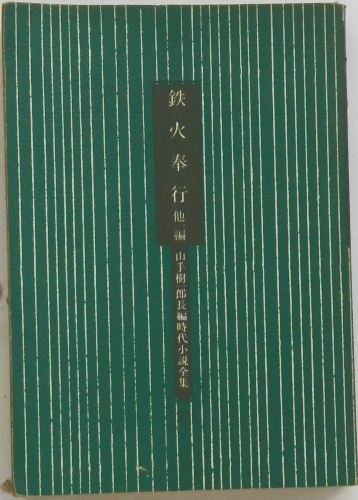 鉄火奉行 他一編
山手樹一郎長編時代小説全集